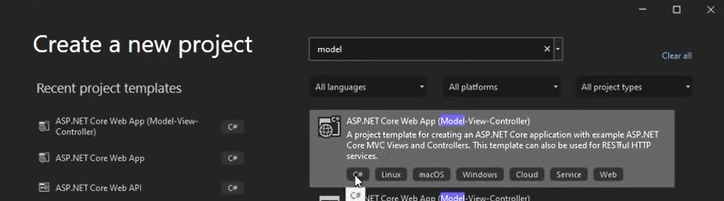 Create a new project
model
Clear all
Recent project templates
All languages
All platforms
All project types
ASP.NET Core Web App (Model-View-
Controller)
C#
ASP.NET Core Web App
C#
ASP.NET Core Web API
C#
ASP.NET Core Web App (Model-View-Controller)
A project template for creating an ASP.NET Core application with example ASP.NET
Core MVC Views and Controllers. This template can also be used for RESTful HTTP
services.
C#
Linux
macOS
Windows
Cloud
Service
Web
C#
ASP.NET Core Web App (Model-View-Controller)